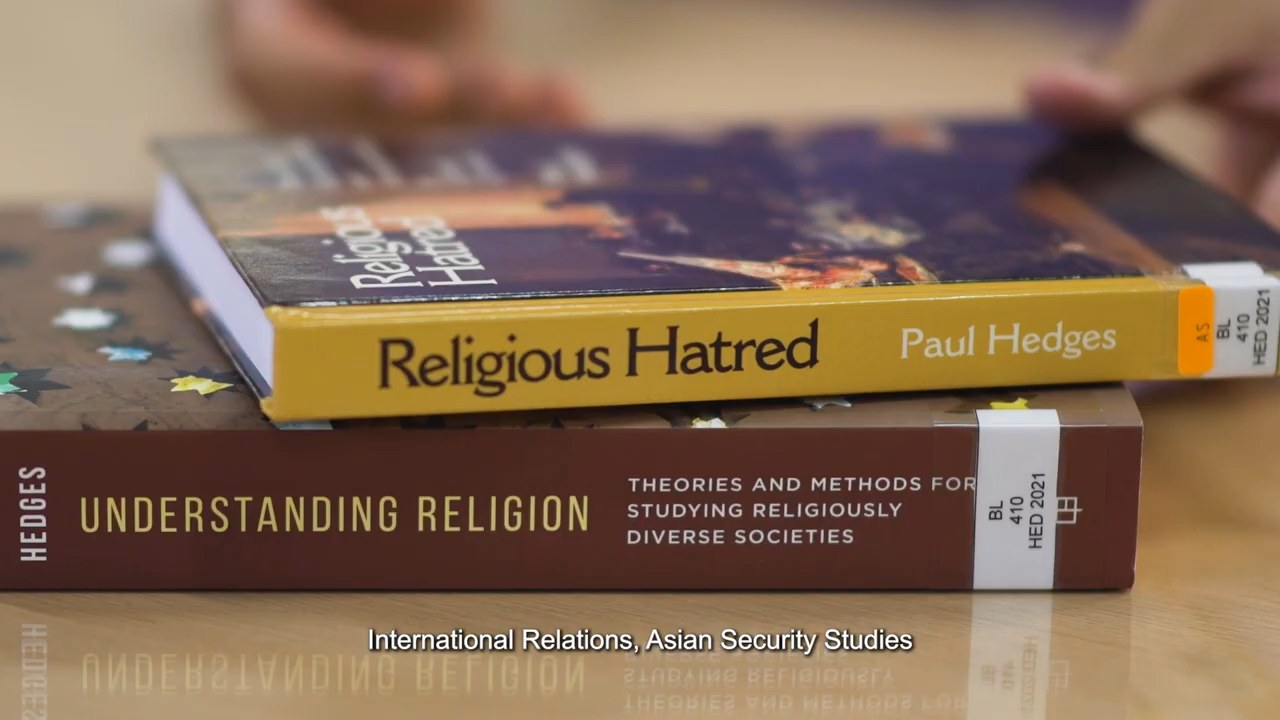 Religious
Hatred
Religious Hatred
Paul Hedges
AS
BL
410
HED 2021
HEDGES
UNDERSTANDING RELIGION
THEORIES AND METHODS FOR
STUDYING RELIGIOUSLY
DIVERSE SOCIETIES
BL
410
HED 2021
International Relations, Asian Security Studies